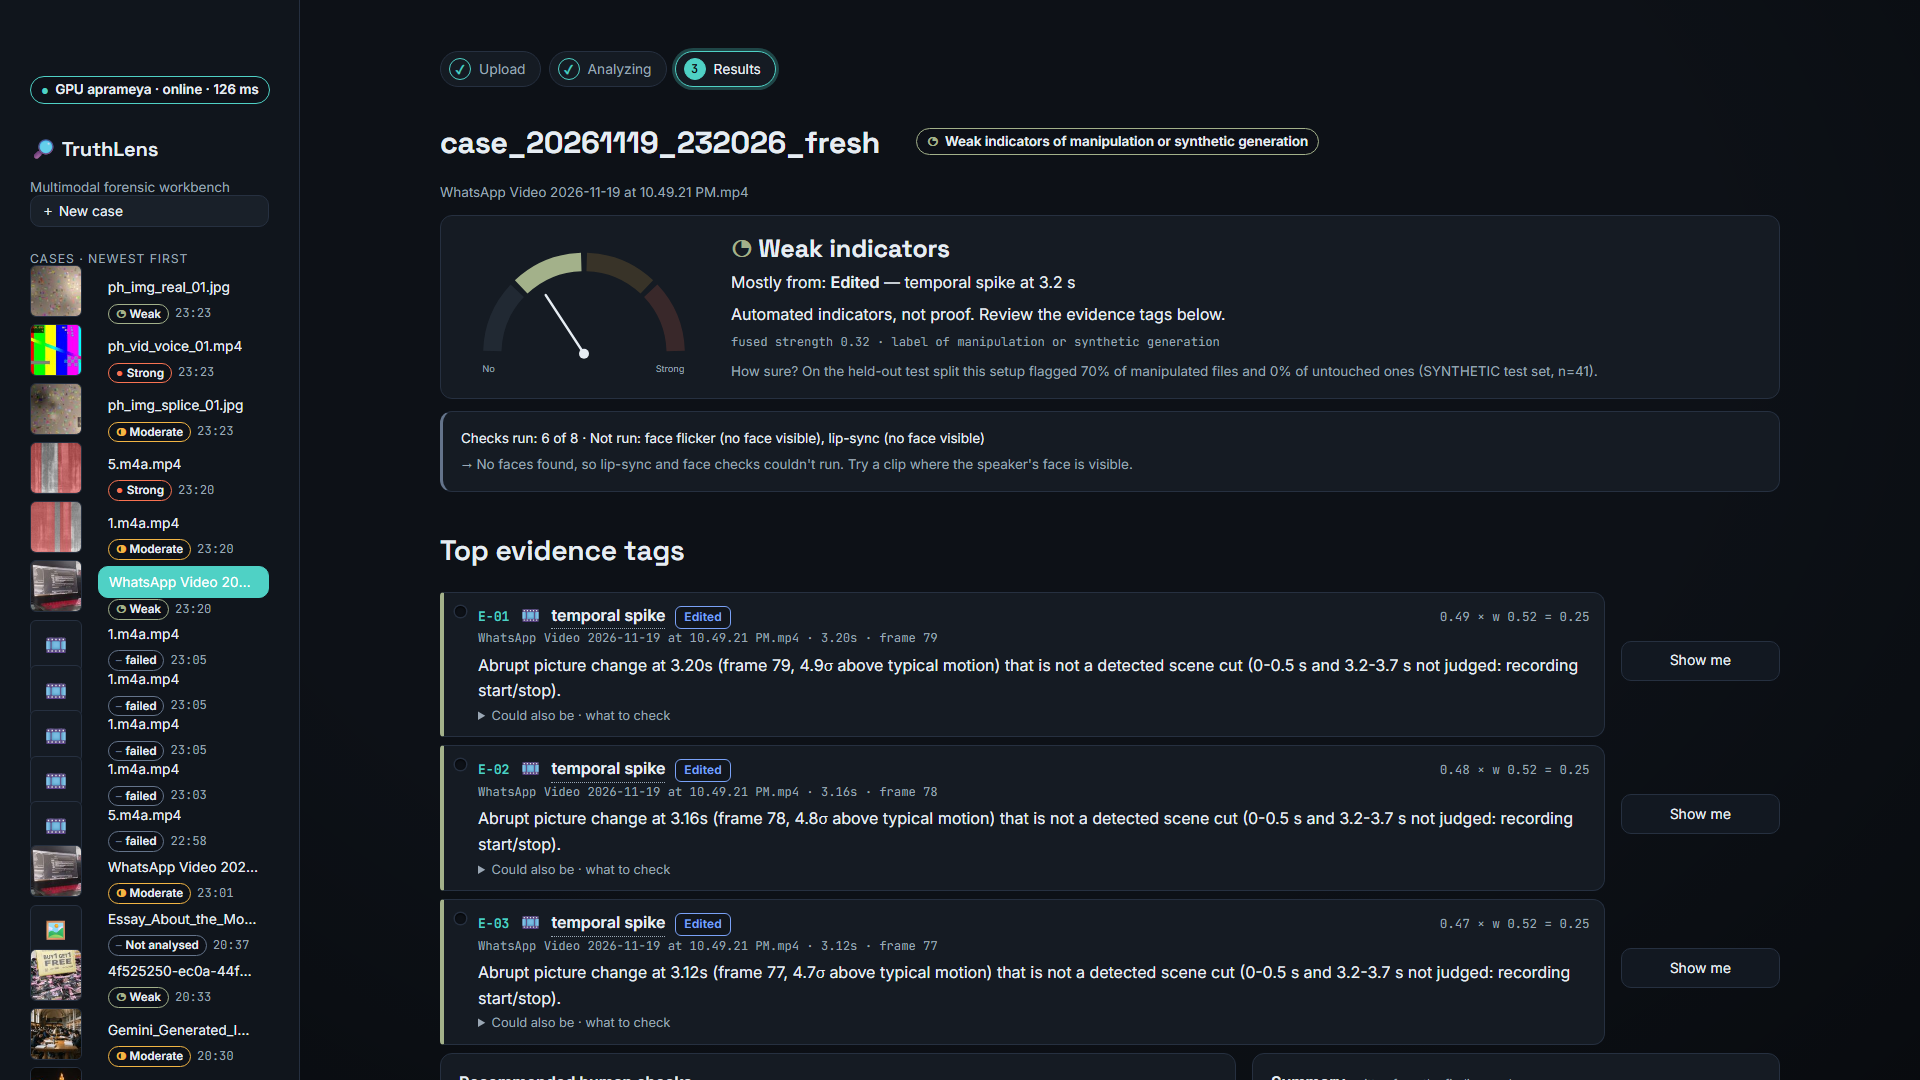 GPU aprameya · online · 126 ms
TruthLens
Multimodal forensic workbench
+ New case
CASES · NEWEST FIRST
ph_img_real_01.jpg
Weak 23:23
ph_vid_voice_01.mp4
Strong 23:23
ph_img_splice_01.jpg
Moderate 23:23
5.m4a.mp4
Strong 23:20
1.m4a.mp4
Moderate 23:20
WhatsApp Video 20...
Weak 23:20
1.m4a.mp4
– failed 23:05
1.m4a.mp4
– failed 23:05
1.m4a.mp4
– failed 23:05
1.m4a.mp4
– failed 23:03
5.m4a.mp4
– failed 22:58
WhatsApp Video 202...
Moderate 23:01
Essay_About_the_Mo...
– Not analysed 20:37
BUY 1 GET 1
FREE
4f525250-ec0a-44f...
Weak 20:33
Gemini_Generated_I...
Moderate 20:30
✓ Upload ✓ Analyzing 3 Results
case_20261119_232026_fresh
Weak indicators of manipulation or synthetic generation
WhatsApp Video 2026-11-19 at 10.49.21 PM.mp4
No Strong
Weak indicators
Mostly from: Edited — temporal spike at 3.2 s
Automated indicators, not proof. Review the evidence tags below.
fused strength 0.32 · label of manipulation or synthetic generation
How sure? On the held-out test split this setup flagged 70% of manipulated files and 0% of untouched ones (SYNTHETIC test set, n=41).
Checks run: 6 of 8 · Not run: face flicker (no face visible), lip-sync (no face visible)
→ No faces found, so lip-sync and face checks couldn't run. Try a clip where the speaker's face is visible.
Top evidence tags
E-01 temporal spike Edited 0.49 × w 0.52 = 0.25
WhatsApp Video 2026-11-19 at 10.49.21 PM.mp4 · 3.20s · frame 79
Abrupt picture change at 3.20s (frame 79, 4.9σ above typical motion) that is not a detected scene cut (0-0.5 s and 3.2-3.7 s not judged: recording
start/stop).
▶ Could also be · what to check
Show me
E-02 temporal spike Edited 0.48 × w 0.52 = 0.25
WhatsApp Video 2026-11-19 at 10.49.21 PM.mp4 · 3.16s · frame 78
Abrupt picture change at 3.16s (frame 78, 4.8σ above typical motion) that is not a detected scene cut (0-0.5 s and 3.2-3.7 s not judged: recording
start/stop).
▶ Could also be · what to check
Show me
E-03 temporal spike Edited 0.47 × w 0.52 = 0.25
WhatsApp Video 2026-11-19 at 10.49.21 PM.mp4 · 3.12s · frame 77
Abrupt picture change at 3.12s (frame 77, 4.7σ above typical motion) that is not a detected scene cut (0-0.5 s and 3.2-3.7 s not judged: recording
start/stop).
▶ Could also be · what to check
Show me